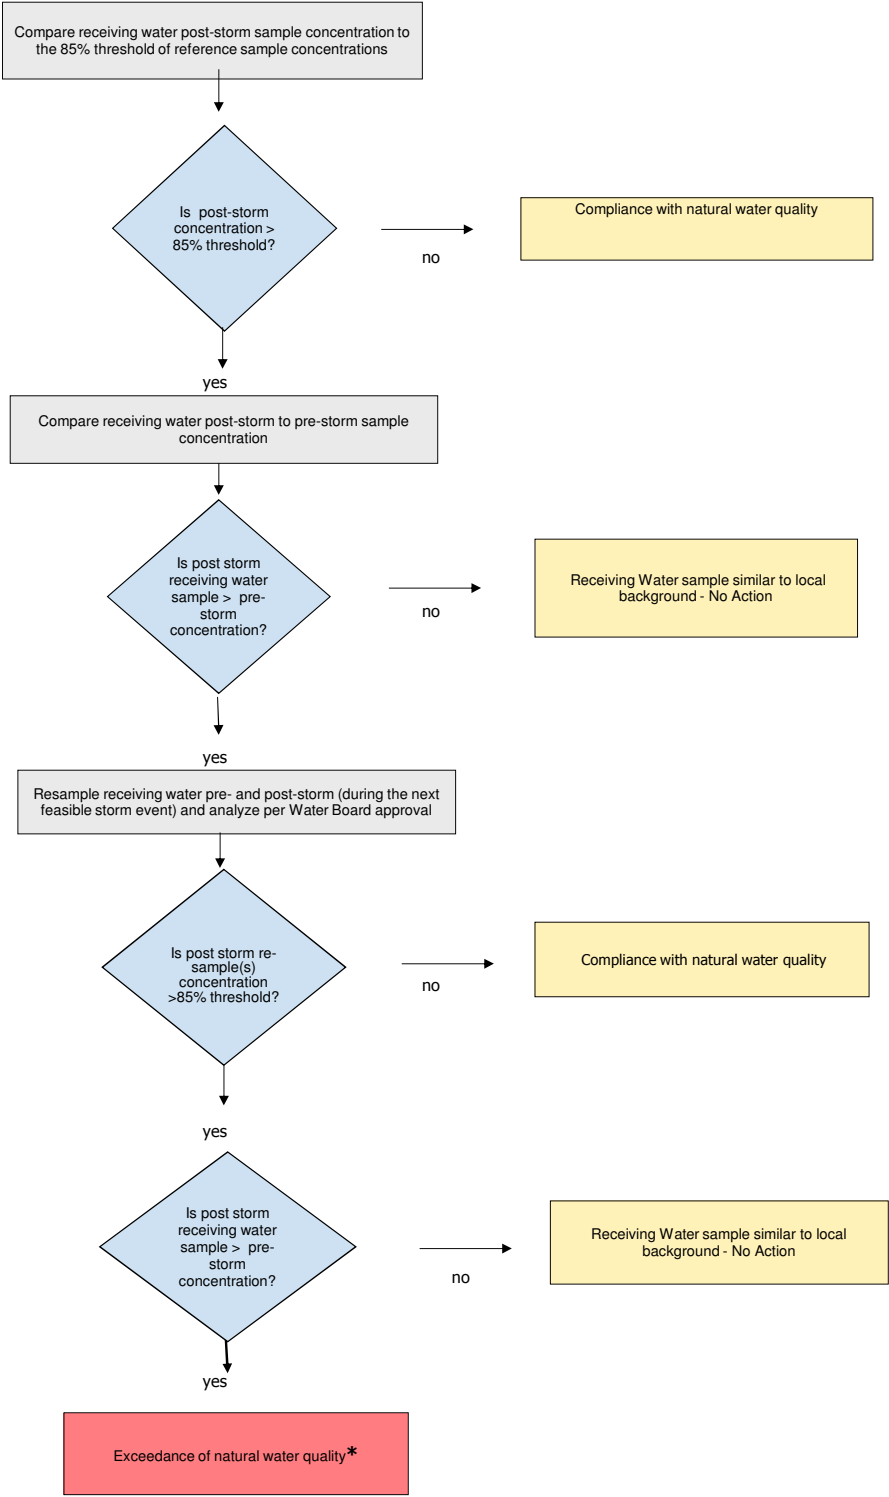 Compare receiving water post-storm sample concentration to
the 85% threshold of reference sample concentrations
Is post-storm
concentration >
85% threshold?
no
Compliance with natural water quality
yes
Compare receiving water post-storm to pre-storm sample
concentration
Is post storm
receiving water
sample > pre-
storm
concentration?
no
Receiving Water sample similar to local
background - No Action
yes
Resample receiving water pre- and post-storm (during the next
feasible storm event) and analyze per Water Board approval
Is post storm re-
sample(s)
concentration
>85% threshold?
no
Compliance with natural water quality
yes
Is post storm
receiving water
sample > pre-
storm
concentration?
no
Receiving Water sample similar to local
background - No Action
yes
Exceedance of natural water quality*